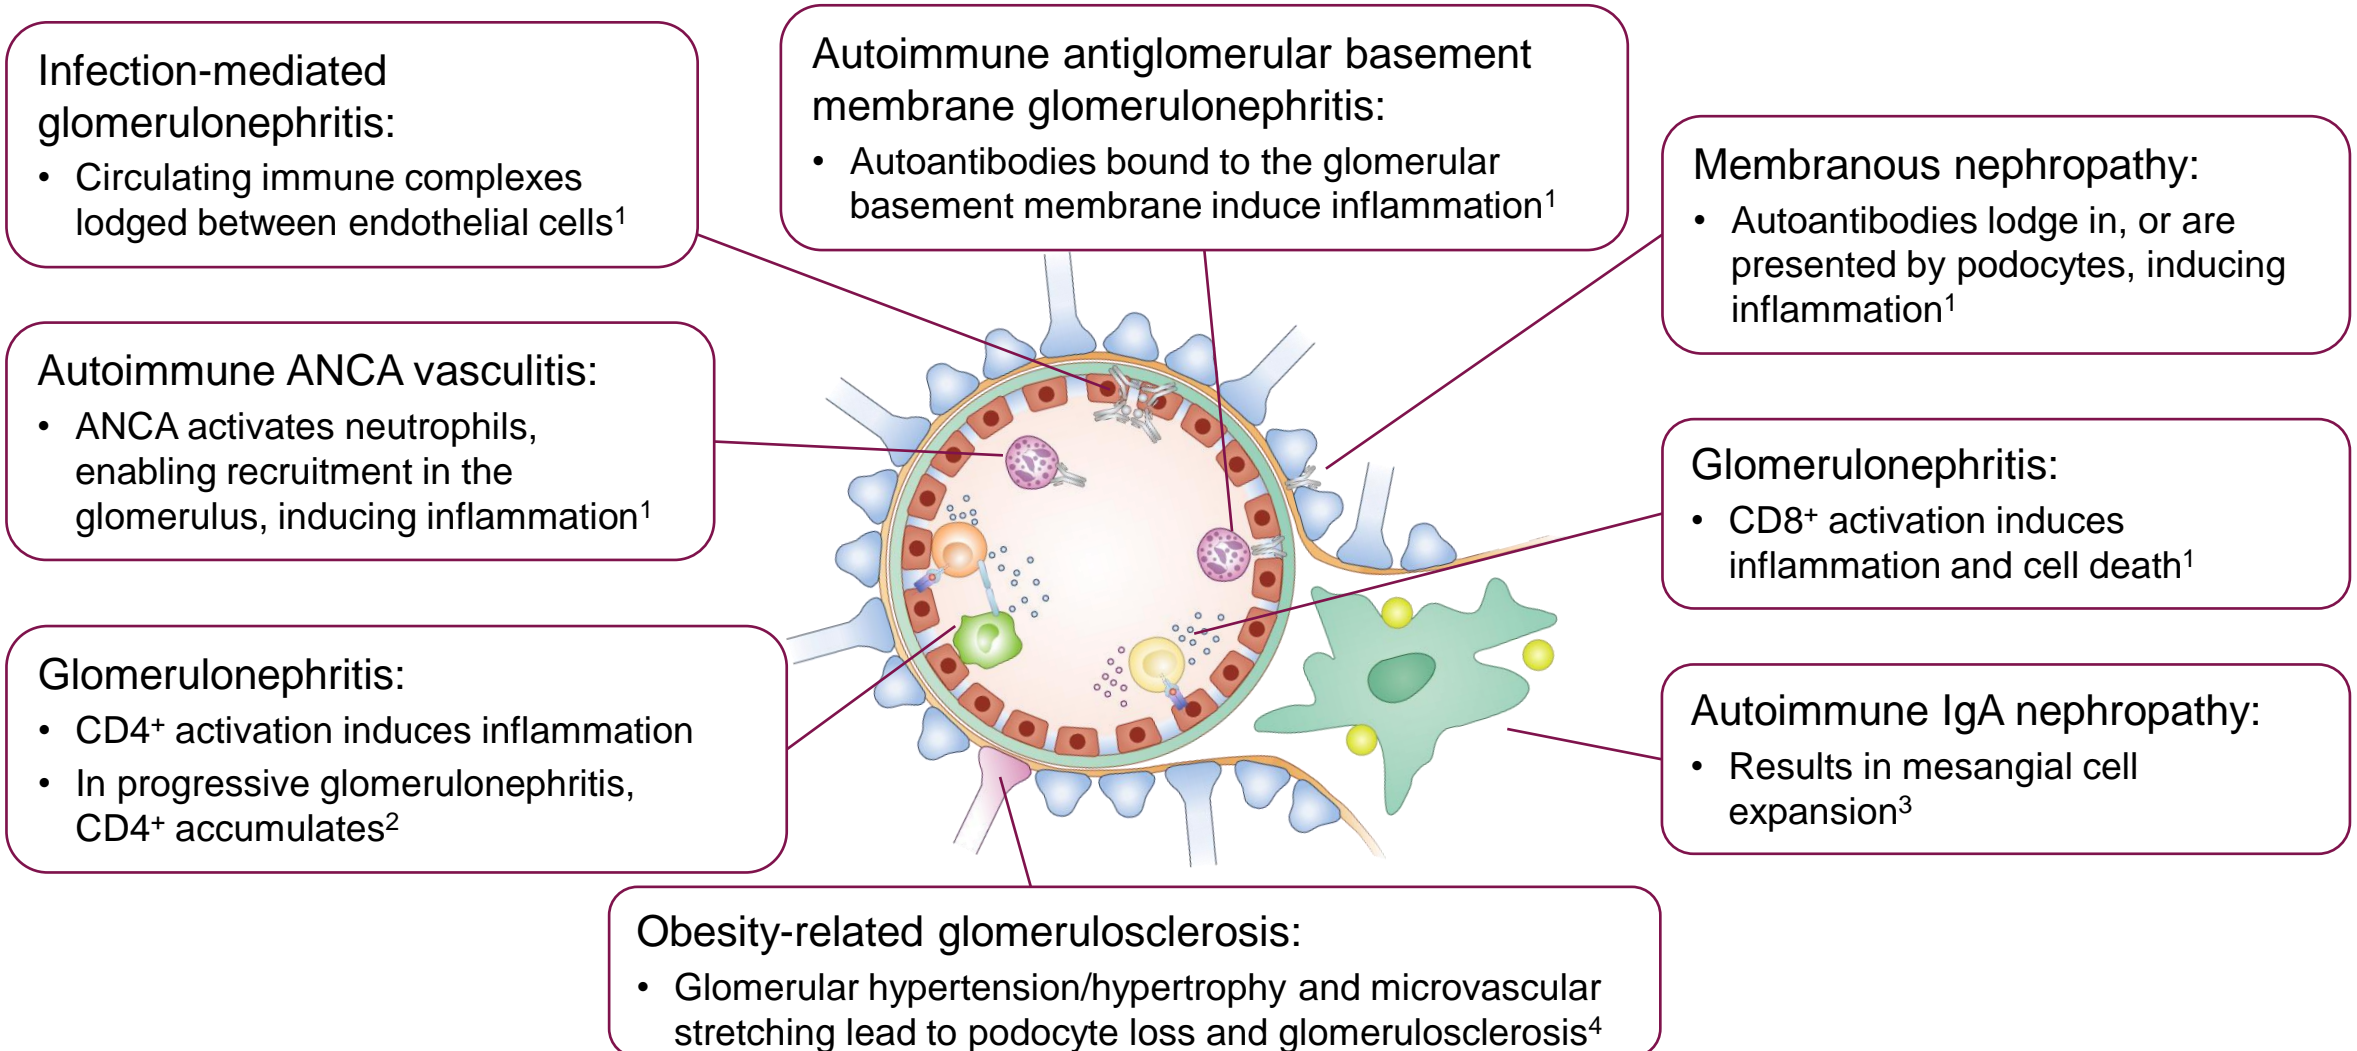 Infection-mediated
glomerulonephritis:
• Circulating immune complexes
lodged between endothelial cells¹
Autoimmune antiglomerular basement
membrane glomerulonephritis:
• Autoantibodies bound to the glomerular
basement membrane induce inflammation¹
Membranous nephropathy:
• Autoantibodies lodge in, or are
presented by podocytes, inducing
inflammation¹
Autoimmune ANCA vasculitis:
• ANCA activates neutrophils,
enabling recruitment in the
glomerulus, inducing inflammation¹
Glomerulonephritis:
• CD8⁺ activation induces
inflammation and cell death¹
Glomerulonephritis:
• CD4⁺ activation induces inflammation
• In progressive glomerulonephritis,
CD4⁺ accumulates²
Autoimmune IgA nephropathy:
• Results in mesangial cell
expansion³
Obesity-related glomerulosclerosis:
• Glomerular hypertension/hypertrophy and microvascular
stretching lead to podocyte loss and glomerulosclerosis⁴